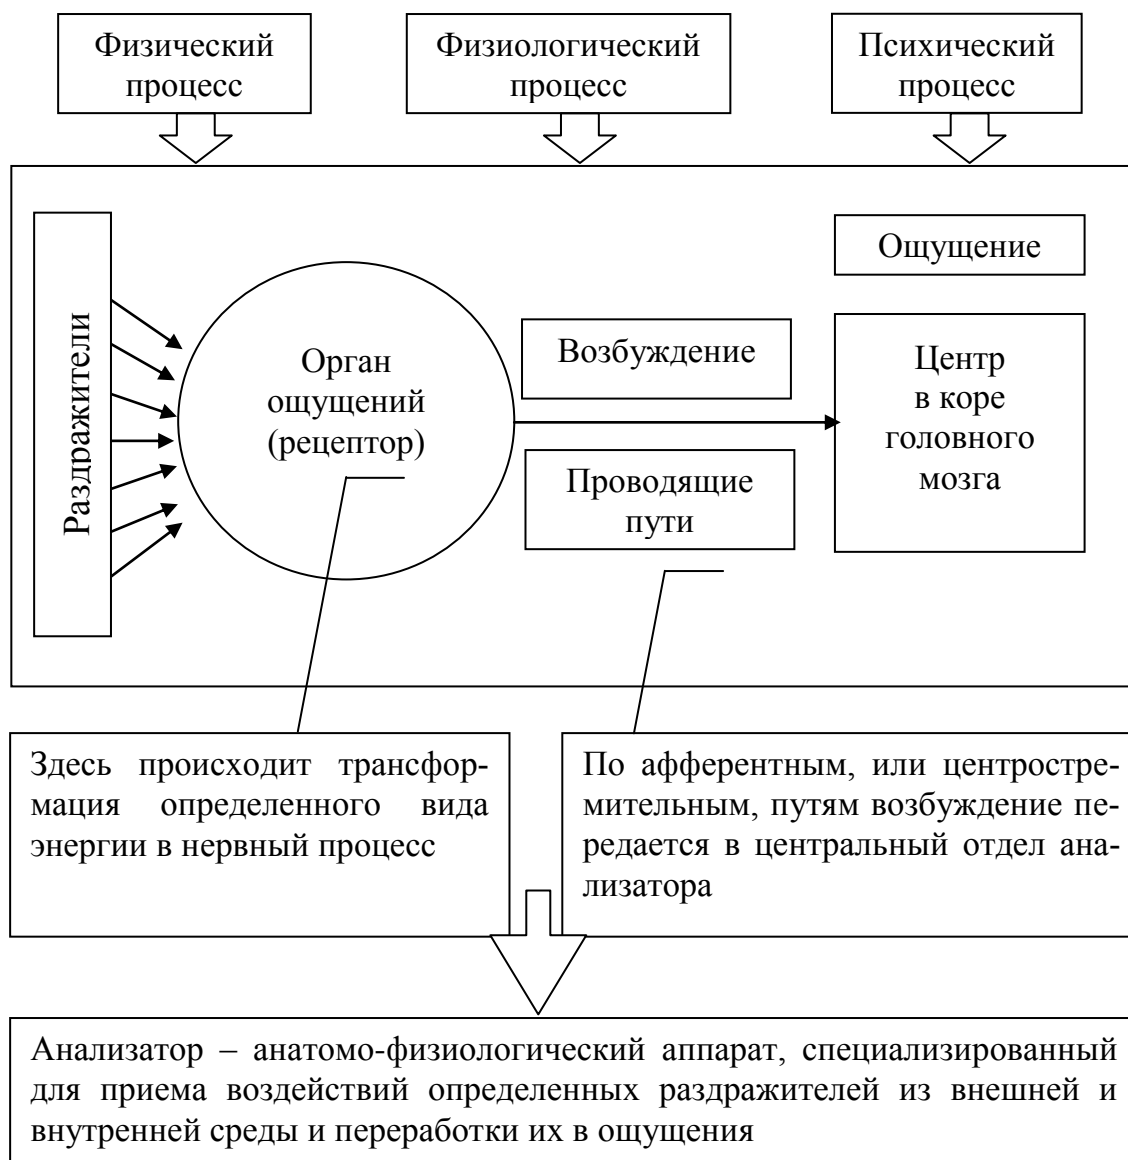 Физический
процесс
Физиологический
процесс
Психический
процесс
Раздражители
Орган
ощущений
(рецептор)
Возбуждение
Проводящие
пути
Ощущение
Центр
в коре
головного
мозга
Здесь происходит трансфор-
мация определенного вида
энергии в нервный процесс
По афферентным, или центростре-
мительным, путям возбуждение пе-
редается в центральный отдел ана-
лизатора
Анализатор – анатомо-физиологический аппарат, специализированный
для приема воздействий определенных раздражителей из внешней и
внутренней среды и переработки их в ощущения